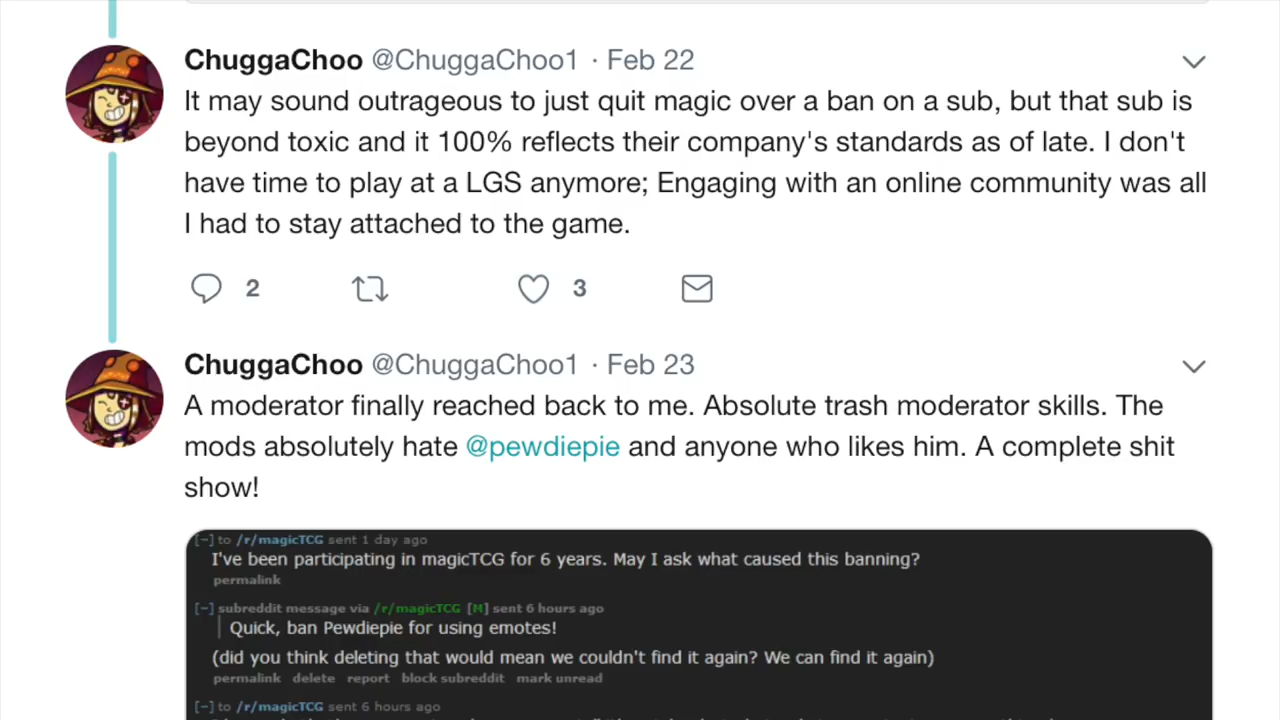 ChuggaChoo @ChuggaChoo1 · Feb 22
It may sound outrageous to just quit magic over a ban on a sub, but that sub is
beyond toxic and it 100% reflects their company's standards as of late. I don't
have time to play at a LGS anymore; Engaging with an online community was all
I had to stay attached to the game.
2 3
ChuggaChoo @ChuggaChoo1 · Feb 23
A moderator finally reached back to me. Absolute trash moderator skills. The
mods absolutely hate @pewdiepie and anyone who likes him. A complete shit
show!
[−] to /r/magicTCG sent 1 day ago
I've been participating in magicTCG for 6 years. May I ask what caused this banning?
permalink
[−] subreddit message via /r/magicTCG [M] sent 6 hours ago
Quick, ban Pewdiepie for using emotes!
(did you think deleting that would mean we couldn't find it again? We can find it again)
permalink delete report block subreddit mark unread
[−] to /r/magicTCG sent 6 hours ago